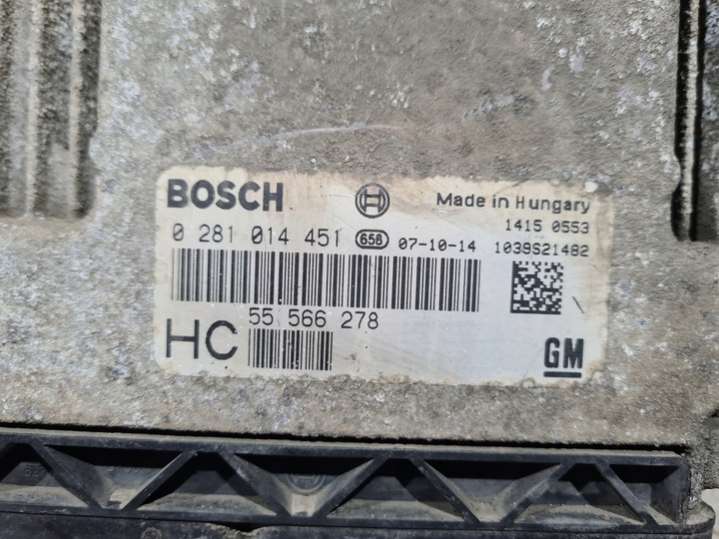 BOSCH
Made in Hungary
1415 0553
0 281 014 451 658 07-10-14 1039S21482
55 566 278
HC
GM